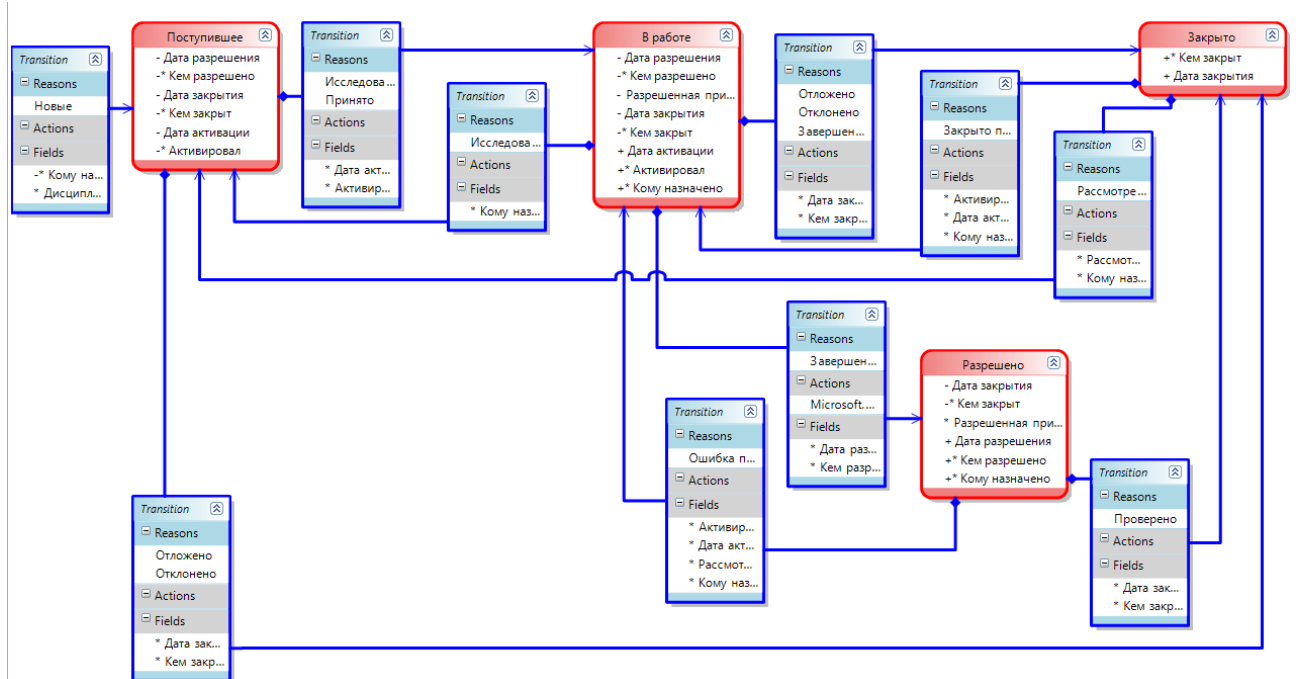 Transition
Reasons
Новые
Actions
Fields
-* Кому на...
* Дисципл...
Поступившее
- Дата разрешения
-* Кем разрешено
- Дата закрытия
-* Кем закрыт
- Дата активации
-* Активировал
Transition
Reasons
Исследова...
Принято
Actions
Fields
* Дата акт...
* Активир...
Transition
Reasons
Исследова...
Actions
Fields
* Кому наз...
В работе
- Дата разрешения
-* Кем разрешено
- Разрешенная при...
- Дата закрытия
-* Кем закрыт
+ Дата активации
+* Активировал
+* Кому назначено
Transition
Reasons
Отложено
Отклонено
Завершен...
Actions
Fields
* Дата зак...
* Кем закр...
Transition
Reasons
Закрыто п...
Actions
Fields
* Активир...
* Дата акт...
* Кому наз...
Закрыто
+* Кем закрыт
+ Дата закрытия
Transition
Reasons
Рассмотре...
Actions
Fields
* Рассмот...
* Кому наз...
Transition
Reasons
Завершен...
Actions
Microsoft....
Fields
* Дата раз...
* Кем разр...
Разрешено
- Дата закрытия
-* Кем закрыт
* Разрешенная при...
+ Дата разрешения
+* Кем разрешено
+* Кому назначено
Transition
Reasons
Ошибка п...
Actions
Fields
* Активир...
* Дата акт...
* Рассмот...
* Кому наз...
Transition
Reasons
Проверено
Actions
Fields
* Дата зак...
* Кем закр...
Transition
Reasons
Отложено
Отклонено
Actions
Fields
* Дата зак...
* Кем закр...